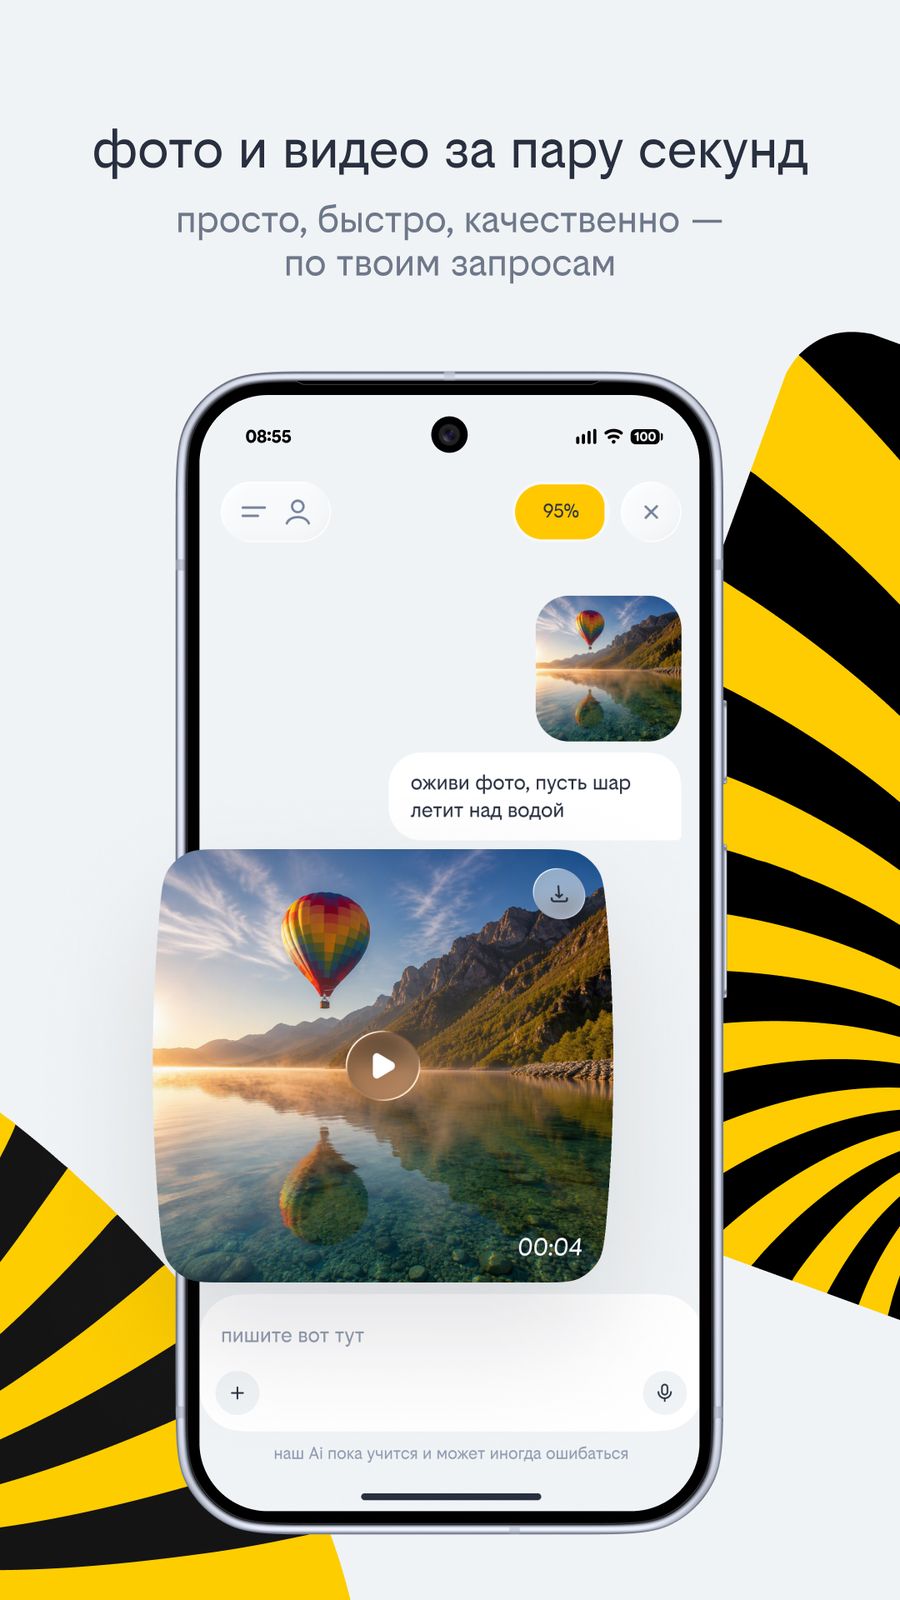 фото и видео за пару секунд
просто, быстро, качественно —
по твоим запросам
08:55
100
95%
оживи фото, пусть шар
летит над водой
00:04
пишите вот тут
наш Ai пока учится и может иногда ошибаться